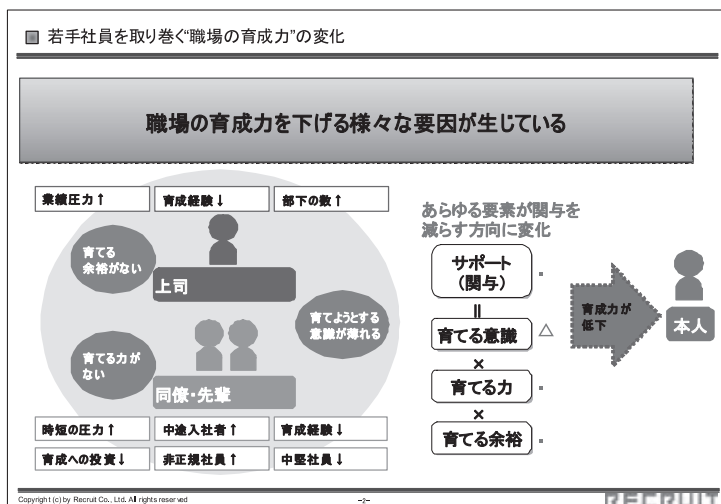 ■ 若手社員を取り巻く“職場の育成力”の変化
職場の育成力を下げる様々な要因が生じている
業績圧力↑
育成経験↓
部下の数↑
育てる
余裕がない
上司
育てようとする
意識が薄れる
育てる力が
ない
同僚・先輩
時短の圧力↑
中途入社者↑
育成経験↓
育成への投資↓
非正規社員↑
中堅社員↓
あらゆる要素が関与を
減らす方向に変化
サポート
(関与)
＝
育てる意識 △
×
育てる力
×
育てる余裕
育成力が
低下
本人
Copyright (c) by Recruit Co., Ltd. All rights reserved
-2-
RECRUIT